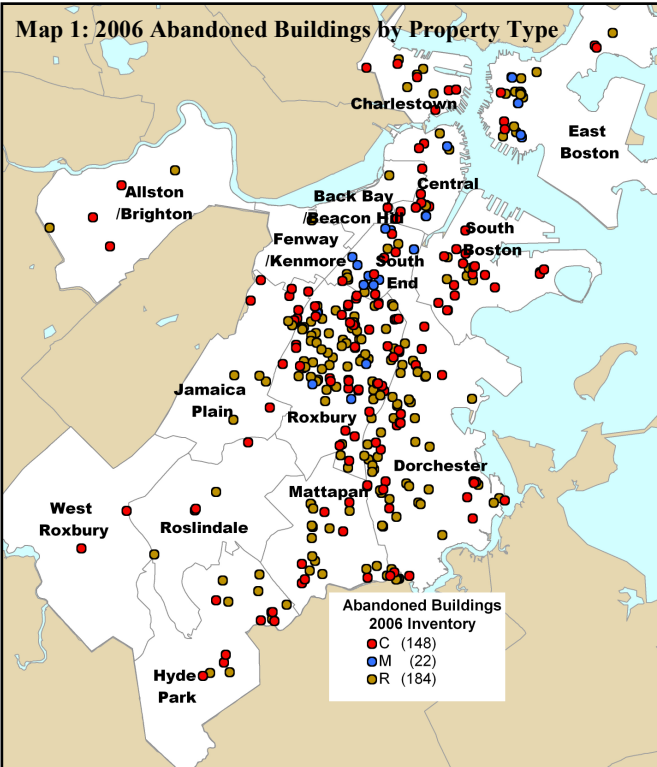 Map 1: 2006 Abandoned Buildings by Property Type
Charlestown
East
Boston
Allston
/Brighton
Central
Back Bay
/Beacon Hill
South
Boston
Fenway
/Kenmore
South
End
Jamaica
Plain
Roxbury
Dorchester
Mattapan
West
Roxbury
Roslindale
Hyde
Park
Abandoned Buildings
2006 Inventory
C (148)
M (22)
R (184)